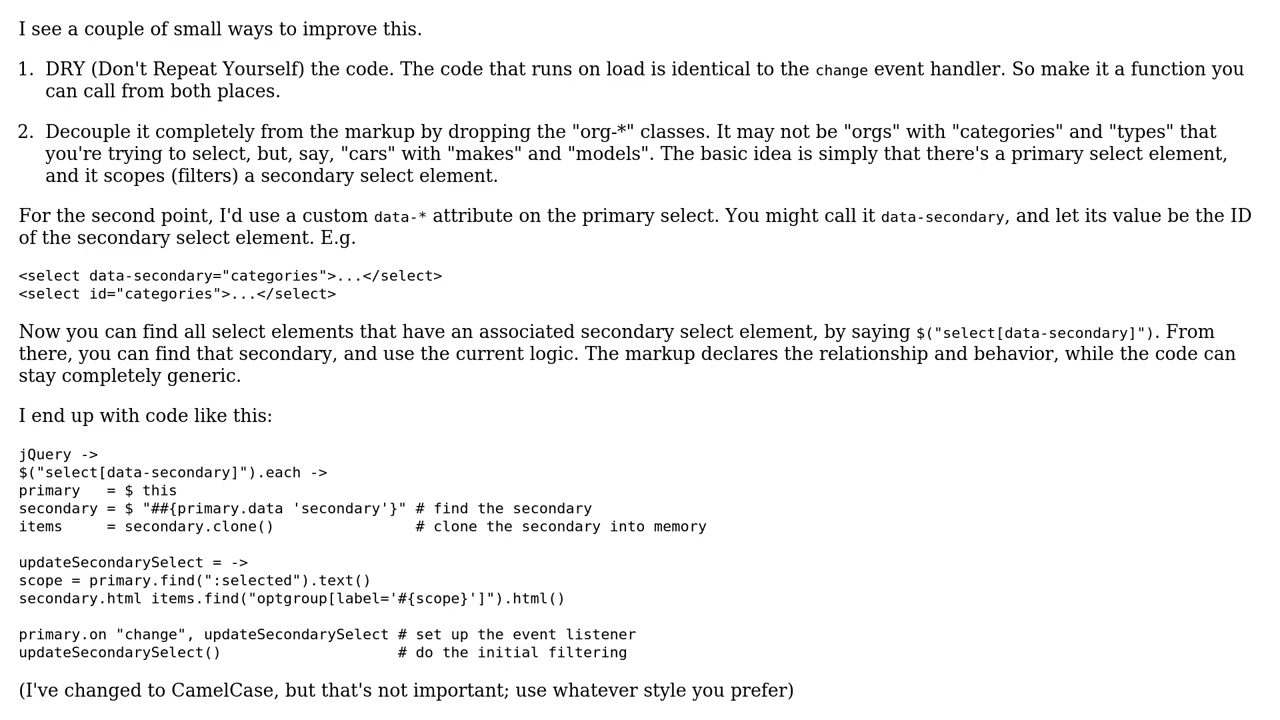 I see a couple of small ways to improve this.
1. DRY (Don't Repeat Yourself) the code. The code that runs on load is identical to the change event handler. So make it a function you
can call from both places.
2. Decouple it completely from the markup by dropping the "org-*" classes. It may not be "orgs" with "categories" and "types" that
you're trying to select, but, say, "cars" with "makes" and "models". The basic idea is simply that there's a primary select element,
and it scopes (filters) a secondary select element.
For the second point, I'd use a custom data-* attribute on the primary select. You might call it data-secondary, and let its value be the ID
of the secondary select element. E.g.
<select data-secondary="categories">...</select>
<select id="categories">...</select>
Now you can find all select elements that have an associated secondary select element, by saying $("select[data-secondary]"). From
there, you can find that secondary, and use the current logic. The markup declares the relationship and behavior, while the code can
stay completely generic.
I end up with code like this:
jQuery ->
$("select[data-secondary]").each ->
primary   = $ this
secondary = $ "##{primary.data 'secondary'}" # find the secondary
items     = secondary.clone()                # clone the secondary into memory
updateSecondarySelect = ->
scope = primary.find(":selected").text()
secondary.html items.find("optgroup[label='#{scope}']").html()
primary.on "change", updateSecondarySelect # set up the event listener
updateSecondarySelect()                    # do the initial filtering
(I've changed to CamelCase, but that's not important; use whatever style you prefer)